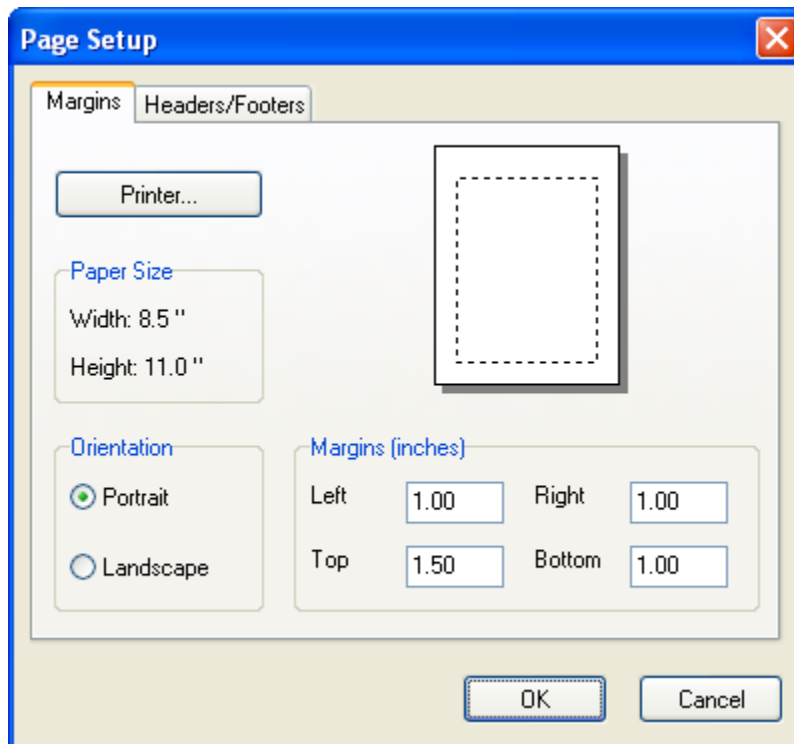 Page Setup
Margins Headers/Footers
Printer...
Paper Size
Width: 8.5 "
Height: 11.0 "
Orientation
Portrait
Landscape
Margins (inches)
Left 1.00 Right 1.00
Top 1.50 Bottom 1.00
OK Cancel